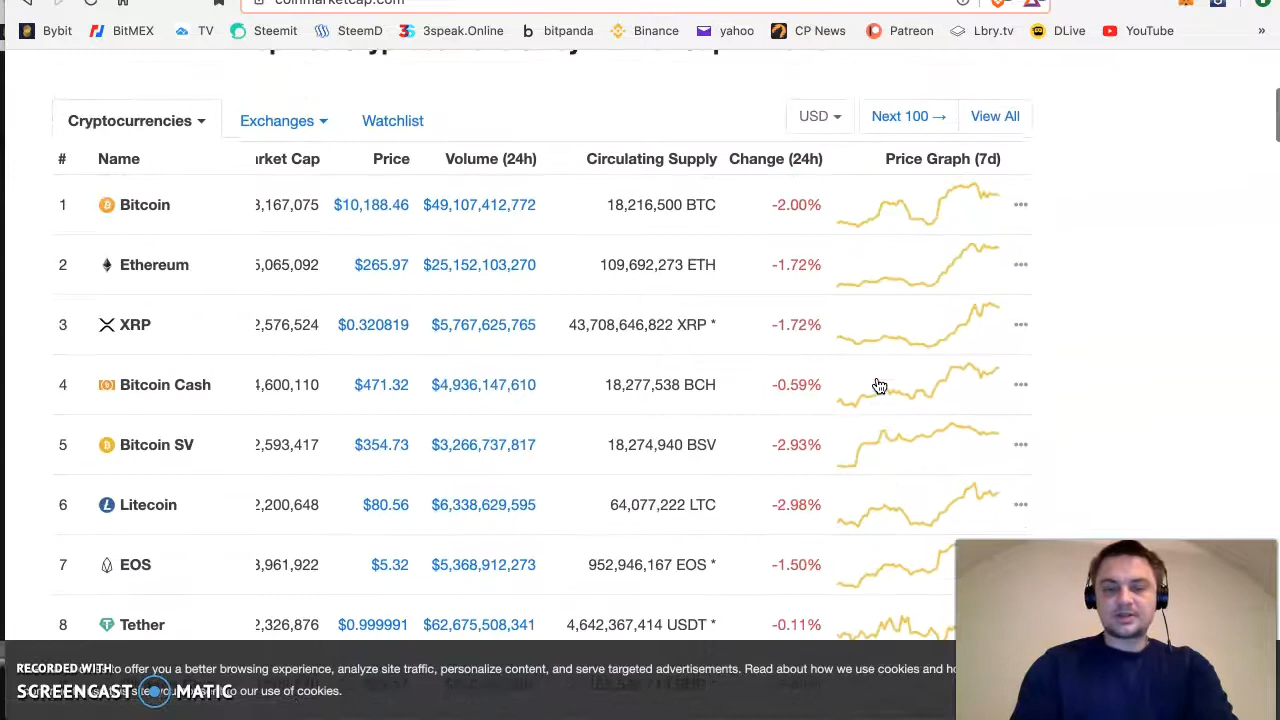 coinmarketcap.com
Bybit BitMEX TV Steemit SteemD 3speak.Online bitpanda Binance yahoo CP News Patreon Lbry.tv DLive YouTube »
Cryptocurrencies Exchanges Watchlist USD Next 100 → View All
# Name arket Cap Price Volume (24h) Circulating Supply Change (24h) Price Graph (7d)
1 Bitcoin 3,167,075 $10,188.46 $49,107,412,772 18,216,500 BTC -2.00%
2 Ethereum 5,065,092 $265.97 $25,152,103,270 109,692,273 ETH -1.72%
3 XRP 2,576,524 $0.320819 $5,767,625,765 43,708,646,822 XRP * -1.72%
4 Bitcoin Cash 4,600,110 $471.32 $4,936,147,610 18,277,538 BCH -0.59%
5 Bitcoin SV 2,593,417 $354.73 $3,266,737,817 18,274,940 BSV -2.93%
6 Litecoin 2,200,648 $80.56 $6,338,629,595 64,077,222 LTC -2.98%
7 EOS 3,961,922 $5.32 $5,368,912,273 952,946,167 EOS * -1.50%
8 Tether 2,326,876 $0.999991 $62,675,508,341 4,642,367,414 USDT * -0.11%
RECORDED WITH
to offer you a better browsing experience, analyze site traffic, personalize content, and serve targeted advertisements. Read about how we use cookies and
SCREENCAST MATIC
to our use of cookies.